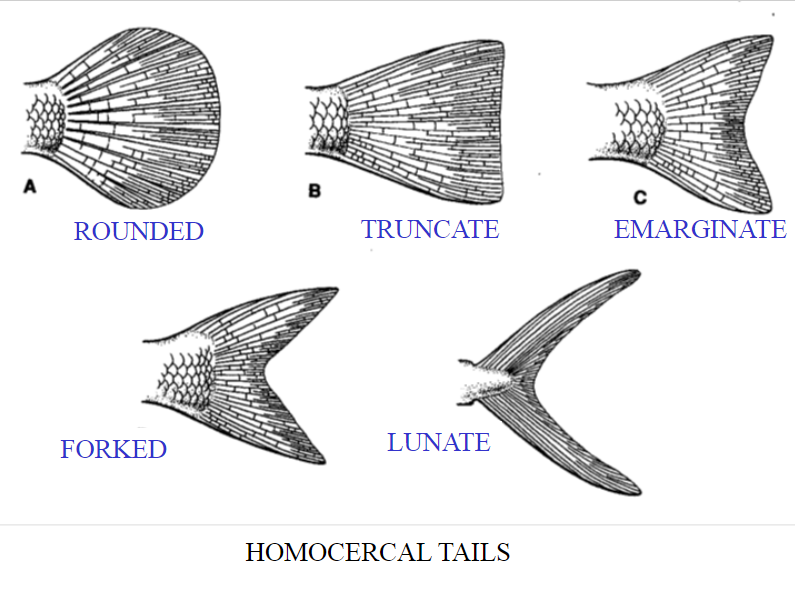 A
B
C
ROUNDED
TRUNCATE
EMARGINATE
FORKED
LUNATE
HOMOCERCAL TAILS